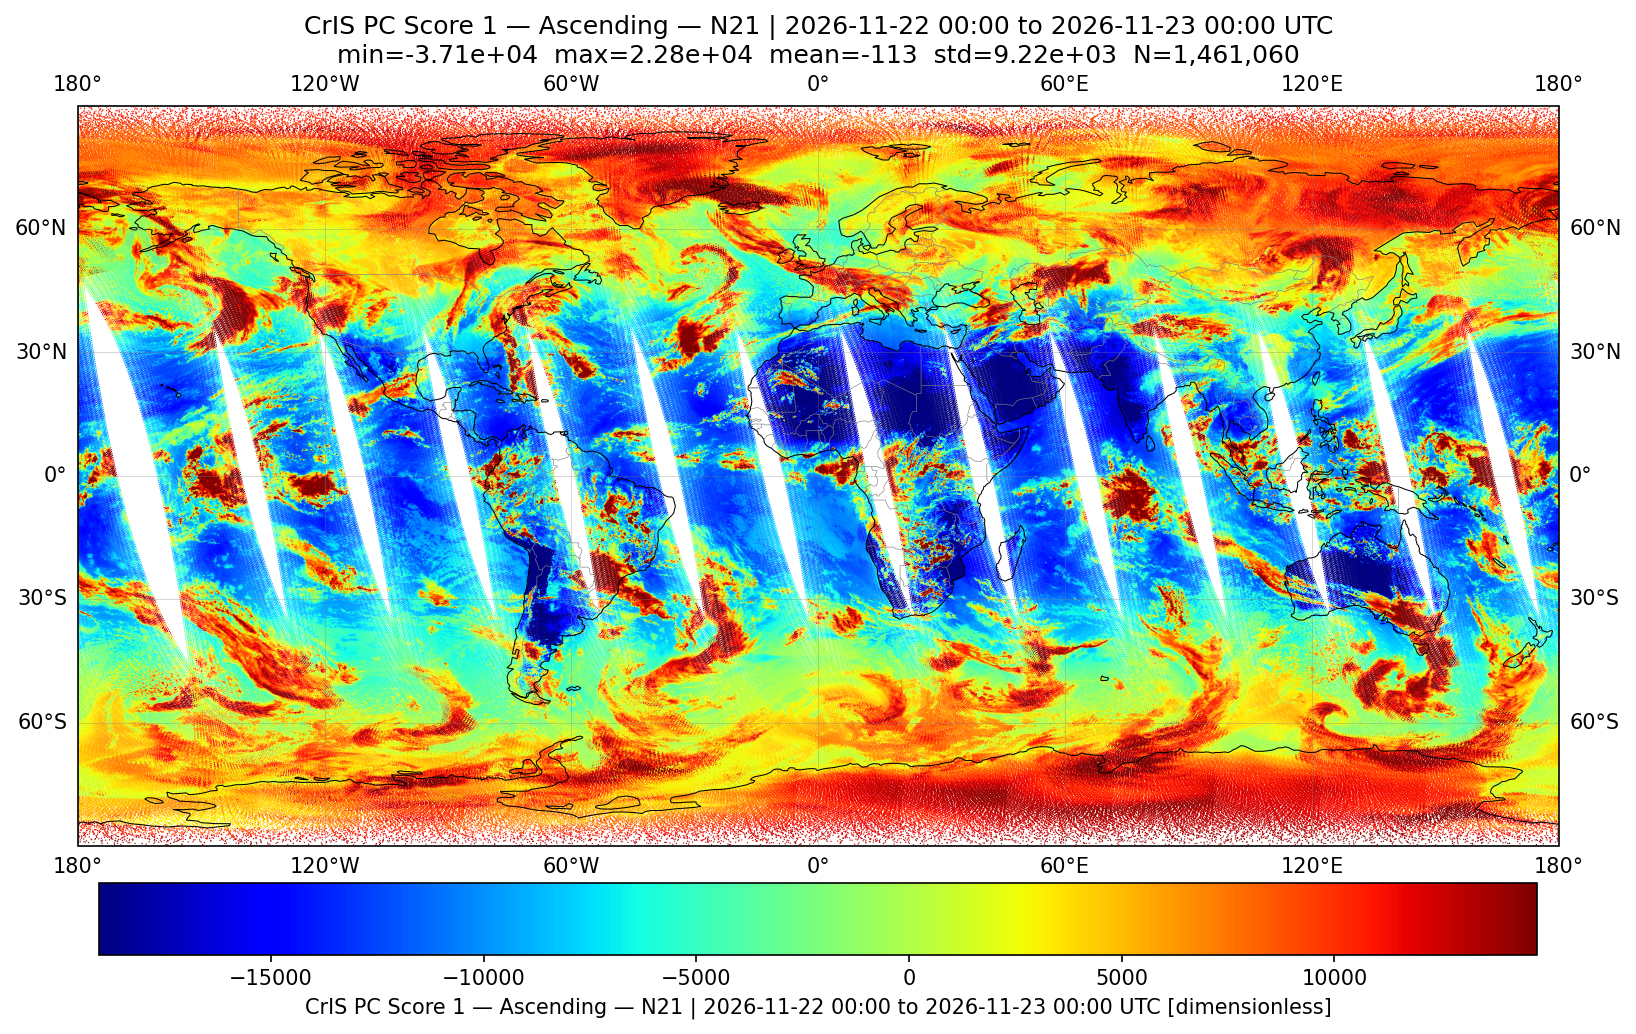 CrIS PC Score 1 — Ascending — N21 | 2026-11-22 00:00 to 2026-11-23 00:00 UTC
min=-3.71e+04 max=2.28e+04 mean=-113 std=9.22e+03 N=1,461,060
180° 120°W 60°W 0° 60°E 120°E 180°
60°N 60°N
30°N 30°N
0° 0°
30°S 30°S
60°S 60°S
180° 120°W 60°W 0° 60°E 120°E 180°
−15000 −10000 −5000 0 5000 10000
CrIS PC Score 1 — Ascending — N21 | 2026-11-22 00:00 to 2026-11-23 00:00 UTC [dimensionless]